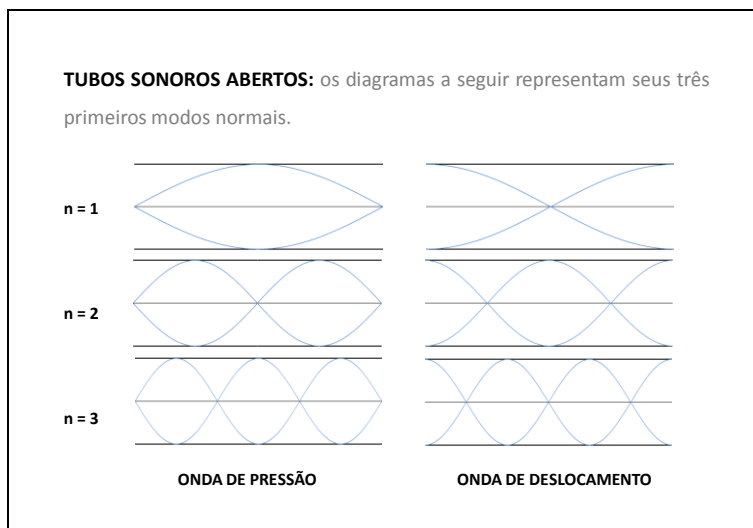 TUBOS SONOROS ABERTOS: os diagramas a seguir representam seus três
primeiros modos normais.
n = 1
n = 2
n = 3
ONDA DE PRESSÃO ONDA DE DESLOCAMENTO